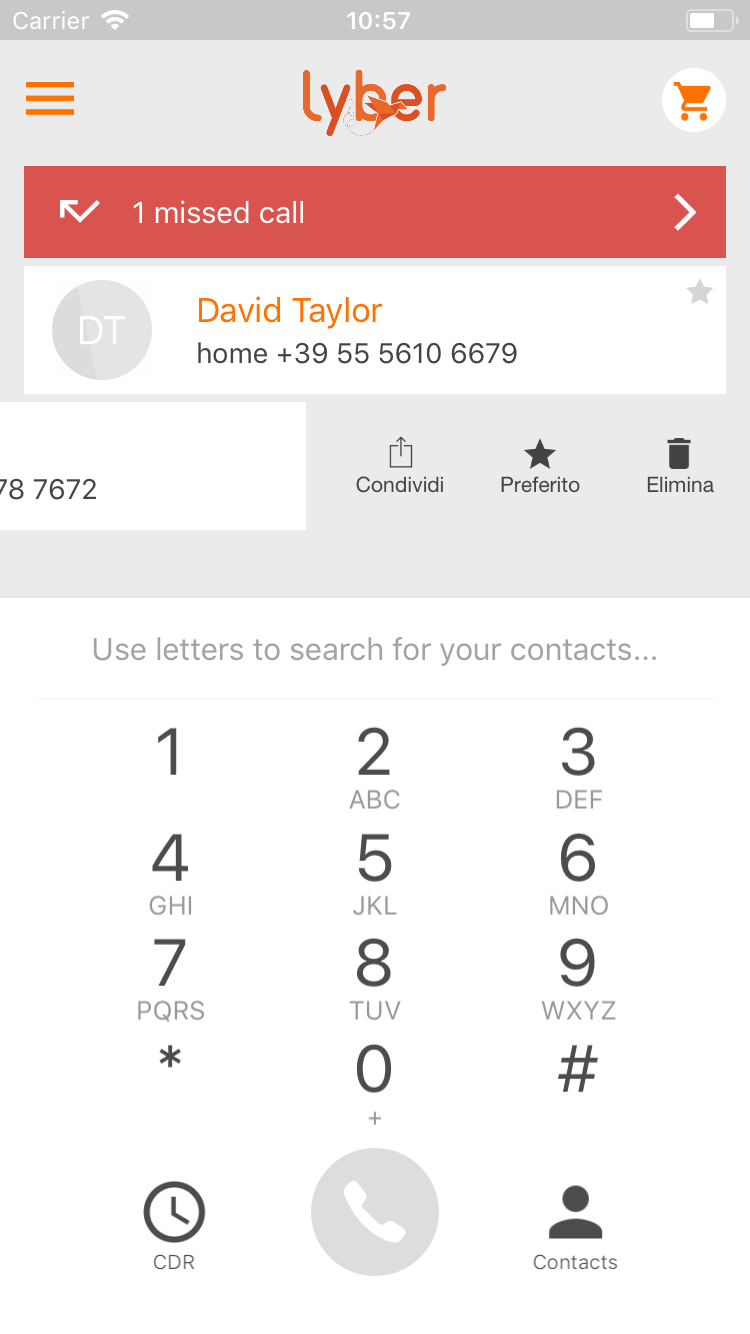 Carrier 10:57
lyber
1 missed call
DT
David Taylor
home +39 55 5610 6679
78 7672
Condividi Preferito Elimina
Use letters to search for your contacts...
1 2 3
ABC DEF
4 5 6
GHI JKL MNO
7 8 9
PQRS TUV WXYZ
* 0 #
+
CDR Contacts